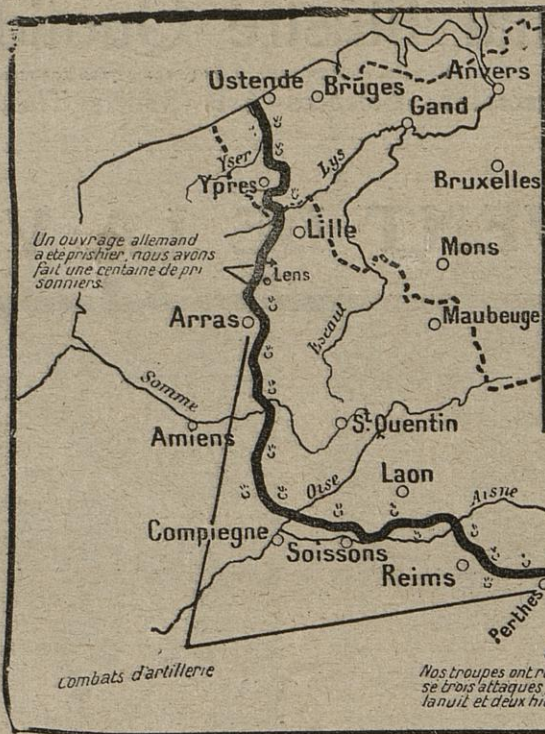 Ostende
Bruges
Anvers
Gand
Yser
Lys
Ypres
Bruxelles
Lille
Un ouvrage allemand
a ete pris hier, nous avons
fait une centaine de pri
sonniers.
Mons
Lens
Arras
Maubeuge
Escaut
Somme
Amiens
St Quentin
Oise
Laon
Aisne
Compiegne
Soissons
Reims
Perthes
Combats d'artillerie
Nos troupes ont r
se trois attaques,
la nuit et deux hi